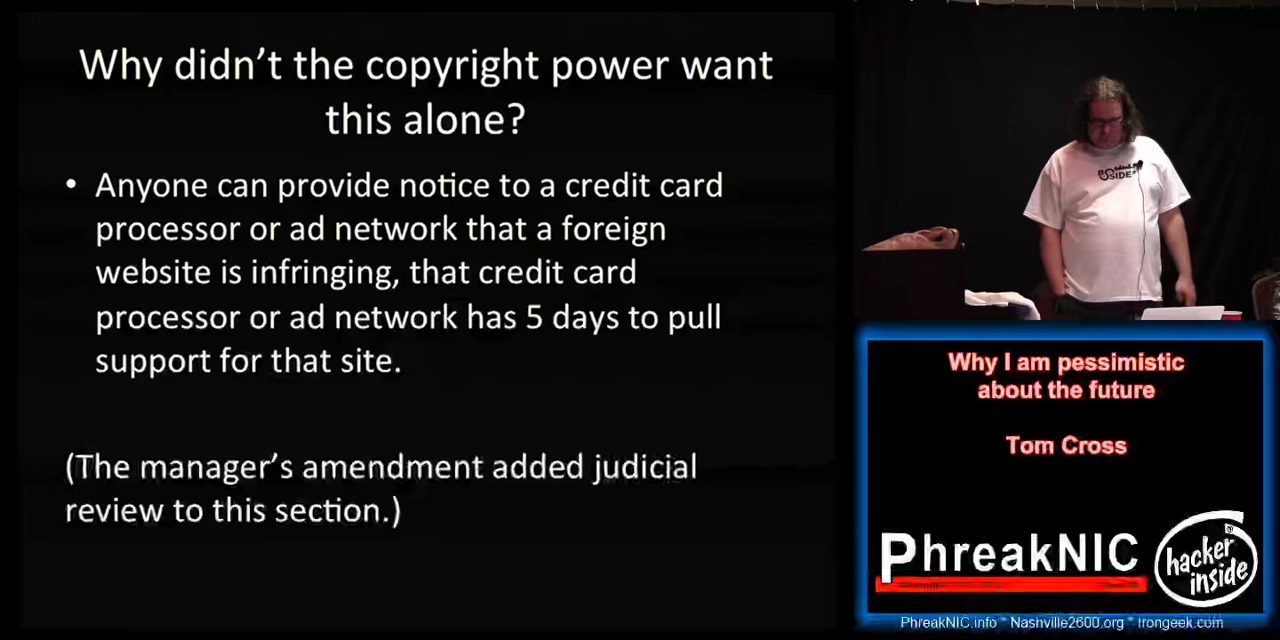 Why didn't the copyright power want
this alone?
• Anyone can provide notice to a credit card
processor or ad network that a foreign
website is infringing, that credit card
processor or ad network has 5 days to pull
support for that site.
(The manager's amendment added judicial
review to this section.)
Why I am pessimistic
about the future
Tom Cross
PhreakNIC
hacker
inside
PhreakNIC.info * Nashville2600.org * Irongeek.com